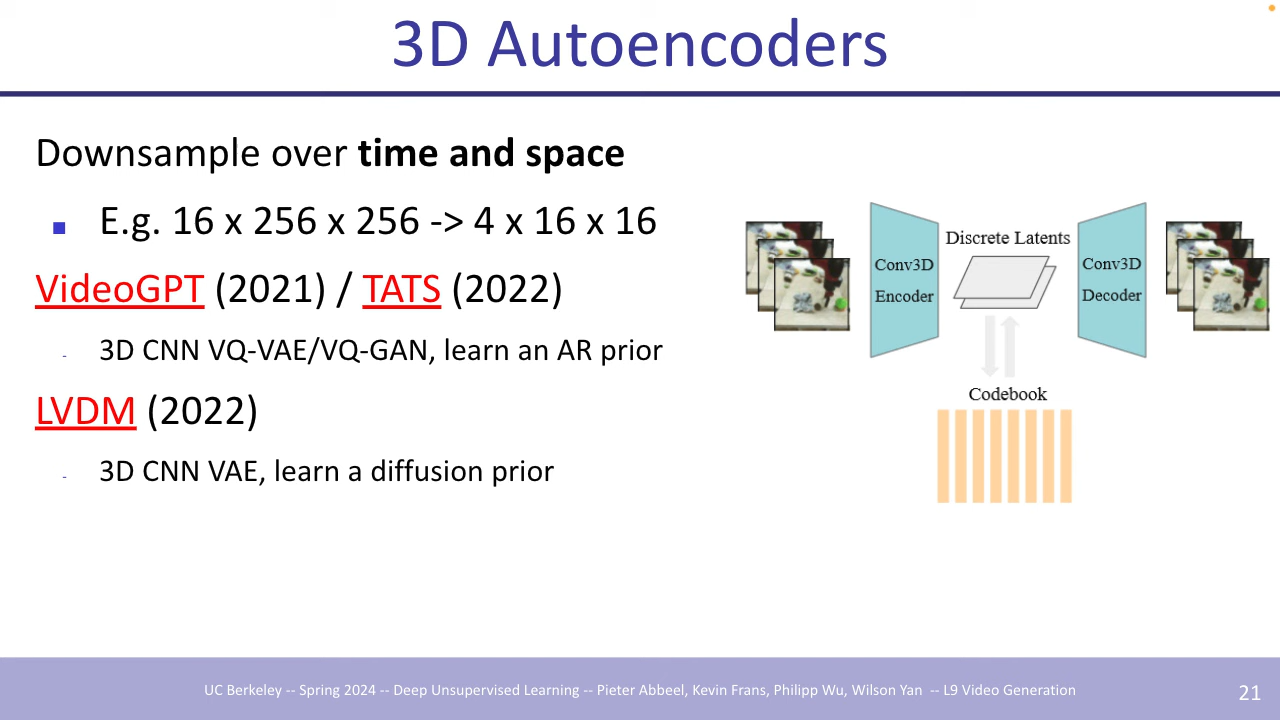 3D Autoencoders
Downsample over time and space
E.g. 16 x 256 x 256 -> 4 x 16 x 16
VideoGPT (2021) / TATS (2022)
- 3D CNN VQ-VAE/VQ-GAN, learn an AR prior
LVDM (2022)
- 3D CNN VAE, learn a diffusion prior
Conv3D
Encoder
Discrete Latents
Conv3D
Decoder
Codebook
UC Berkeley -- Spring 2024 -- Deep Unsupervised Learning -- Pieter Abbeel, Kevin Frans, Philipp Wu, Wilson Yan -- L9 Video Generation
21